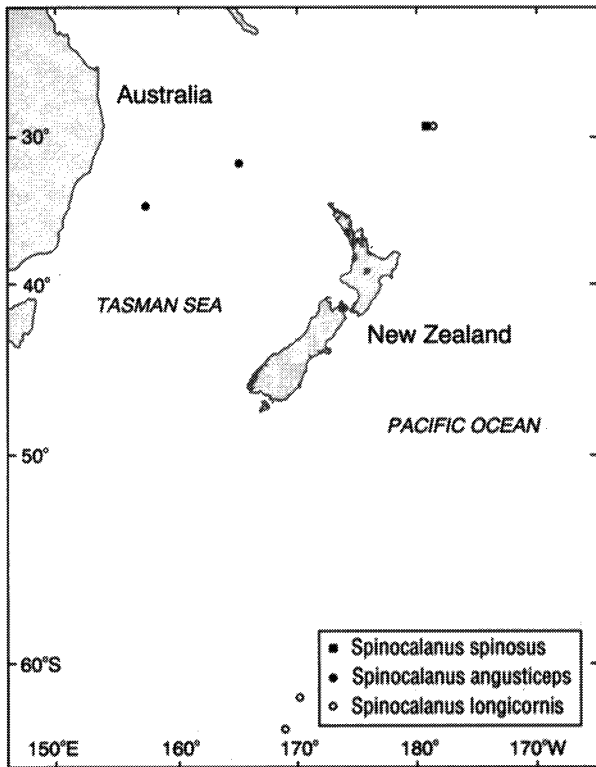 Australia
30°
40°
TASMAN SEA
New Zealand
PACIFIC OCEAN
50°
60°S
Spinocalanus spinosus
Spinocalanus angusticeps
Spinocalanus longicornis
150°E 160° 170° 180° 170°W